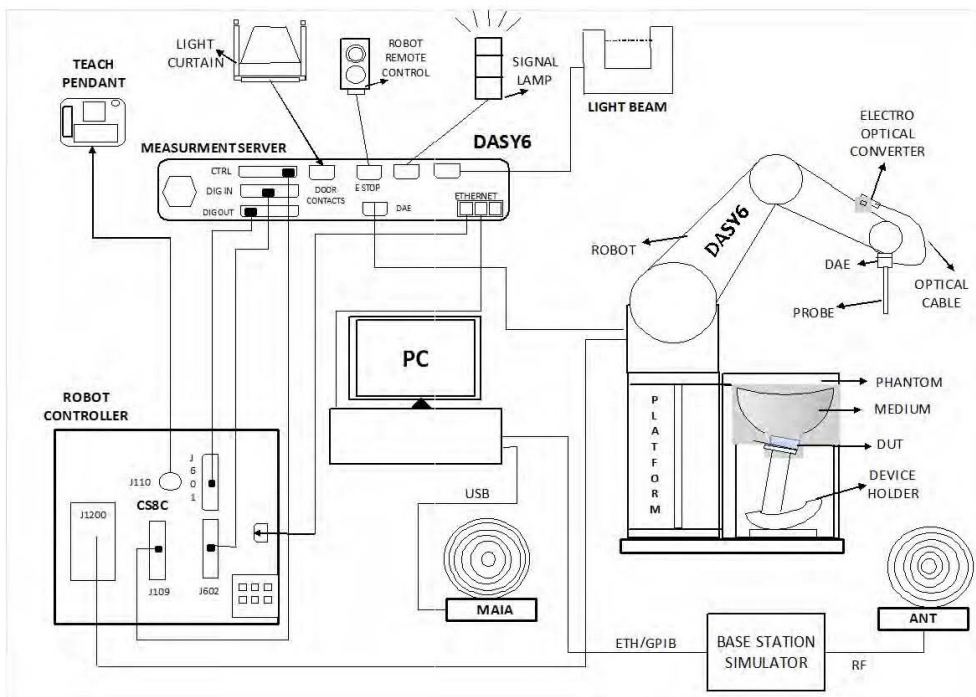 LIGHT
CURTAIN
ROBOT
REMOTE
CONTROL
SIGNAL
LAMP
LIGHT BEAM
TEACH
PENDANT
MEASURMENT SERVER
DASY6
CTRL
DIG IN
DIG OUT
DOOR
CONTACTS
E STOP
DAE
ETHERNET
ELECTRO
OPTICAL
CONVERTER
ROBOT
DASY6
DAE
OPTICAL
CABLE
PROBE
PC
PLATFORM
PHANTOM
MEDIUM
DUT
DEVICE
HOLDER
ROBOT
CONTROLLER
J110
J601
CS8C
J1200
J109
J602
USB
MAIA
ETH/GPIB
BASE STATION
SIMULATOR
RF
ANT